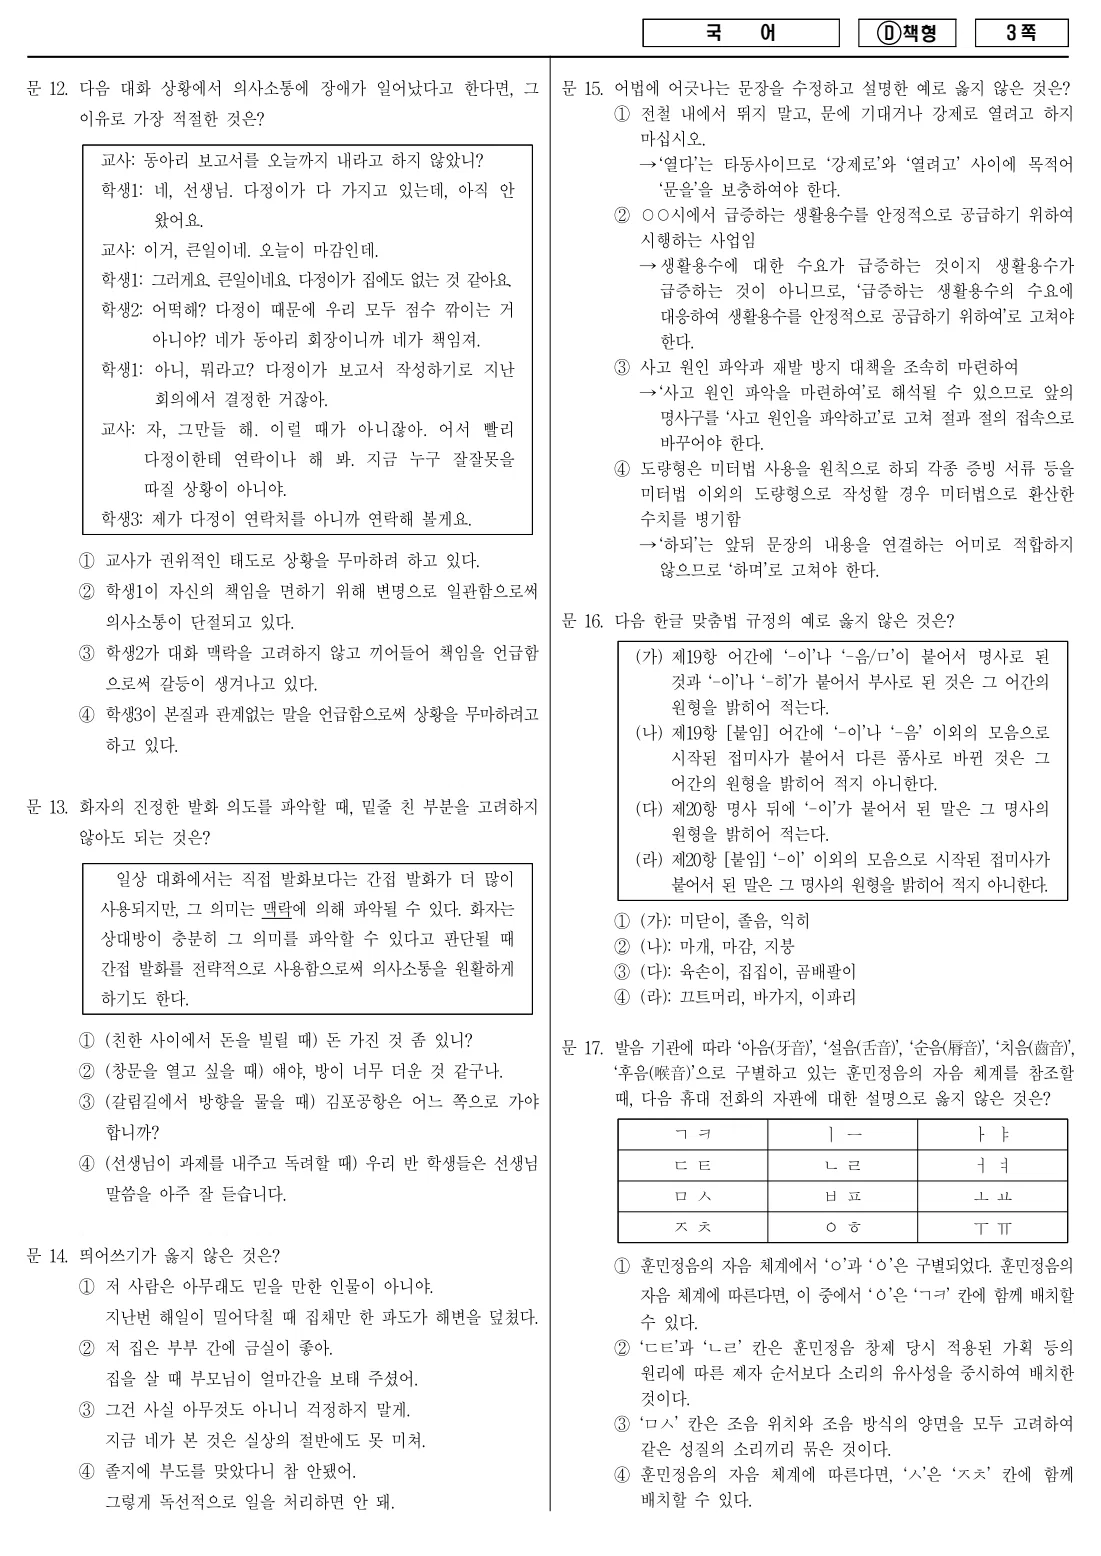 국 어
Ⓓ책형
3쪽
문 12. 다음 대화 상황에서 의사소통에 장애가 일어났다고 한다면, 그
이유로 가장 적절한 것은?
교사: 동아리 보고서를 오늘까지 내라고 하지 않았니?
학생1: 네, 선생님. 다정이가 다 가지고 있는데, 아직 안
왔어요.
교사: 이거, 큰일이네. 오늘이 마감인데.
학생1: 그러게요. 큰일이네요. 다정이가 집에도 없는 것 같아요.
학생2: 어떡해? 다정이 때문에 우리 모두 점수 깎이는 거
아니야? 네가 동아리 회장이니까 네가 책임져.
학생1: 아니, 뭐라고? 다정이가 보고서 작성하기로 지난
회의에서 결정한 거잖아.
교사: 자, 그만들 해. 이럴 때가 아니잖아. 어서 빨리
다정이한테 연락이나 해 봐. 지금 누구 잘잘못을
따질 상황이 아니야.
학생3: 제가 다정이 연락처를 아니까 연락해 볼게요.
① 교사가 권위적인 태도로 상황을 무마하려 하고 있다.
② 학생1이 자신의 책임을 면하기 위해 변명으로 일관함으로써
의사소통이 단절되고 있다.
③ 학생2가 대화 맥락을 고려하지 않고 끼어들어 책임을 언급함
으로써 갈등이 생겨나고 있다.
④ 학생3이 본질과 관계없는 말을 언급함으로써 상황을 무마하려고
하고 있다.
문 13. 화자의 진정한 발화 의도를 파악할 때, 밑줄 친 부분을 고려하지
않아도 되는 것은?
일상 대화에서는 직접 발화보다는 간접 발화가 더 많이
사용되지만, 그 의미는 맥락에 의해 파악될 수 있다. 화자는
상대방이 충분히 그 의미를 파악할 수 있다고 판단될 때
간접 발화를 전략적으로 사용함으로써 의사소통을 원활하게
하기도 한다.
① (친한 사이에서 돈을 빌릴 때) 돈 가진 것 좀 있니?
② (창문을 열고 싶을 때) 얘야, 방이 너무 더운 것 같구나.
③ (갈림길에서 방향을 물을 때) 김포공항은 어느 쪽으로 가야
합니까?
④ (선생님이 과제를 내주고 독려할 때) 우리 반 학생들은 선생님
말씀을 아주 잘 듣습니다.
문 14. 띄어쓰기가 옳지 않은 것은?
① 저 사람은 아무래도 믿을 만한 인물이 아니야.
지난번 해일이 밀어닥칠 때 집채만 한 파도가 해변을 덮쳤다.
② 저 집은 부부 간에 금실이 좋아.
집을 살 때 부모님이 얼마간을 보태 주셨어.
③ 그건 사실 아무것도 아니니 걱정하지 말게.
지금 네가 본 것은 실상의 절반에도 못 미쳐.
④ 졸지에 부도를 맞았다니 참 안됐어.
그렇게 독선적으로 일을 처리하면 안 돼.
문 15. 어법에 어긋나는 문장을 수정하고 설명한 예로 옳지 않은 것은?
① 전철 내에서 뛰지 말고, 문에 기대거나 강제로 열려고 하지
마십시오.
→‘열다’는 타동사이므로 ‘강제로’와 ‘열려고’ 사이에 목적어
‘문을’을 보충하여야 한다.
② ○○시에서 급증하는 생활용수를 안정적으로 공급하기 위하여
시행하는 사업임
→생활용수에 대한 수요가 급증하는 것이지 생활용수가
급증하는 것이 아니므로, ‘급증하는 생활용수의 수요에
대응하여 생활용수를 안정적으로 공급하기 위하여’로 고쳐야
한다.
③ 사고 원인 파악과 재발 방지 대책을 조속히 마련하여
→‘사고 원인 파악을 마련하여’로 해석될 수 있으므로 앞의
명사구를 ‘사고 원인을 파악하고’로 고쳐 절과 절의 접속으로
바꾸어야 한다.
④ 도량형은 미터법 사용을 원칙으로 하되 각종 증빙 서류 등을
미터법 이외의 도량형으로 작성할 경우 미터법으로 환산한
수치를 병기함
→‘하되’는 앞뒤 문장의 내용을 연결하는 어미로 적합하지
않으므로 ‘하며’로 고쳐야 한다.
문 16. 다음 한글 맞춤법 규정의 예로 옳지 않은 것은?
(가) 제19항 어간에 ‘-이’나 ‘-음/ㅁ’이 붙어서 명사로 된
것과 ‘-이’나 ‘-히’가 붙어서 부사로 된 것은 그 어간의
원형을 밝히어 적는다.
(나) 제19항 [붙임] 어간에 ‘-이’나 ‘-음’ 이외의 모음으로
시작된 접미사가 붙어서 다른 품사로 바뀐 것은 그
어간의 원형을 밝히어 적지 아니한다.
(다) 제20항 명사 뒤에 ‘-이’가 붙어서 된 말은 그 명사의
원형을 밝히어 적는다.
(라) 제20항 [붙임] ‘-이’ 이외의 모음으로 시작된 접미사가
붙어서 된 말은 그 명사의 원형을 밝히어 적지 아니한다.
① (가): 미닫이, 졸음, 익히
② (나): 마개, 마감, 지붕
③ (다): 육손이, 집집이, 곰배팔이
④ (라): 끄트머리, 바가지, 이파리
문 17. 발음 기관에 따라 ‘아음(牙音)’, ‘설음(舌音)’, ‘순음(脣音)’, ‘치음(齒音)’,
‘후음(喉音)’으로 구별하고 있는 훈민정음의 자음 체계를 참조할
때, 다음 휴대 전화의 자판에 대한 설명으로 옳지 않은 것은?
ㄱ ㅋ ㅣ ㅡ ㅏ ㅑ
ㄷ ㅌ ㄴ ㄹ ㅓ ㅕ
ㅁ ㅅ ㅂ ㅍ ㅗ ㅛ
ㅈ ㅊ ㅇ ㅎ ㅜ ㅠ
① 훈민정음의 자음 체계에서 ‘ㅇ’과 ‘ㆁ’은 구별되었다. 훈민정음의
자음 체계에 따른다면, 이 중에서 ‘ㆁ’은 ‘ㄱㅋ’ 칸에 함께 배치할
수 있다.
② ‘ㄷㅌ’과 ‘ㄴㄹ’ 칸은 훈민정음 창제 당시 적용된 가획 등의
원리에 따른 제자 순서보다 소리의 유사성을 중시하여 배치한
것이다.
③ ‘ㅁㅅ’ 칸은 조음 위치와 조음 방식의 양면을 모두 고려하여
같은 성질의 소리끼리 묶은 것이다.
④ 훈민정음의 자음 체계에 따른다면, ‘ㅅ’은 ‘ㅈㅊ’ 칸에 함께
배치할 수 있다.